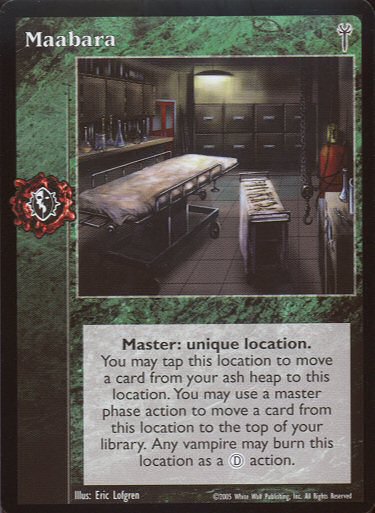 Maabara
Master: unique location.
You may tap this location to move
a card from your ash heap to this
location. You may use a master
phase action to move a card from
this location to the top of your
library. Any vampire may burn this
location as a Ⓓ action.
Illus: Eric Lofgren
©2005 White Wolf Publishing, Inc. All Rights Reserved